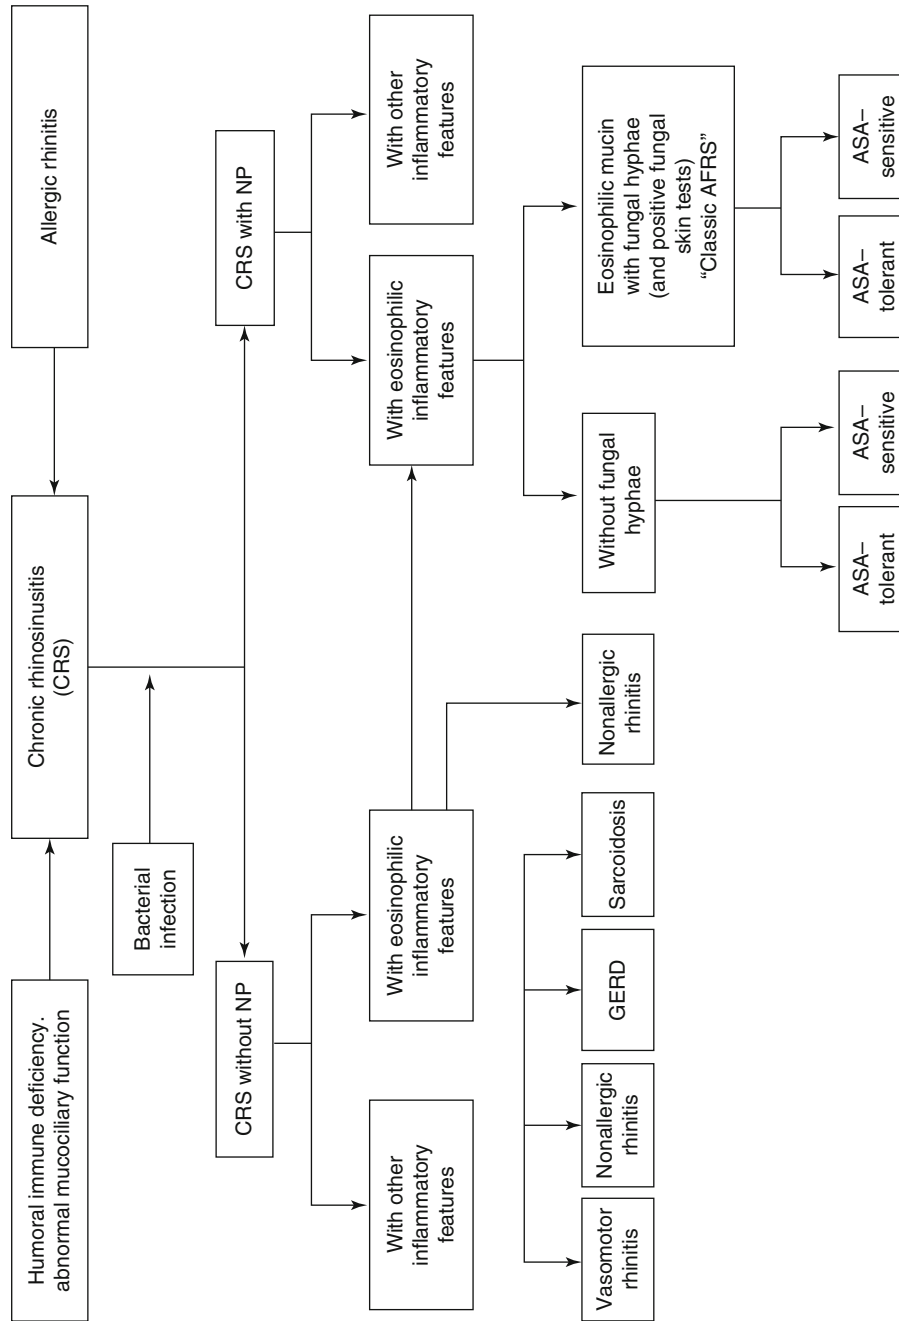 Humoral immune deficiency.
abnormal mucociliary function
Chronic rhinosinusitis
(CRS)
Allergic rhinitis
Bacterial
infection
CRS without NP
CRS with NP
With other
inflammatory
features
With eosinophilic
inflammatory
features
With eosinophilic
inflammatory
features
With other
inflammatory
features
Vasomotor
rhinitis
Nonallergic
rhinitis
GERD
Sarcoidosis
Nonallergic
rhinitis
Without fungal
hyphae
Eosinophilic mucin
with fungal hyphae
(and positive fungal
skin tests)
“Classic AFRS”
ASA–
tolerant
ASA–
sensitive
ASA–
tolerant
ASA–
sensitive